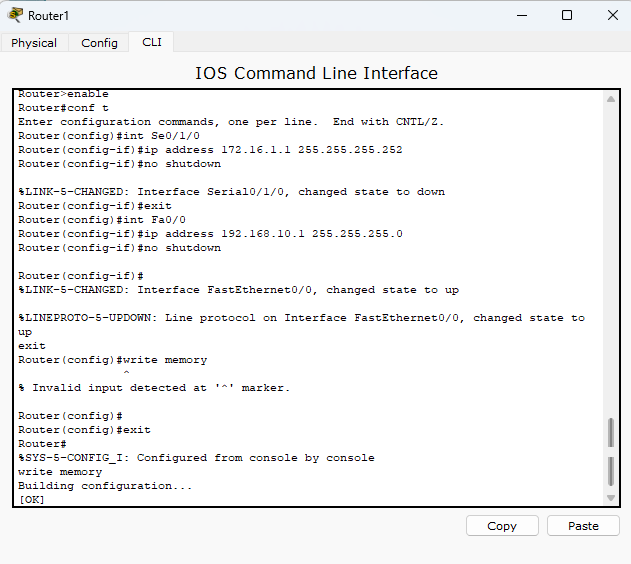 Router1
Physical Config CLI
IOS Command Line Interface
Router>enable
Router#conf t
Enter configuration commands, one per line.  End with CNTL/Z.
Router(config)#int Se0/1/0
Router(config-if)#ip address 172.16.1.1 255.255.255.252
Router(config-if)#no shutdown
%LINK-5-CHANGED: Interface Serial0/1/0, changed state to down
Router(config-if)#exit
Router(config)#int Fa0/0
Router(config-if)#ip address 192.168.10.1 255.255.255.0
Router(config-if)#no shutdown
Router(config-if)#
%LINK-5-CHANGED: Interface FastEthernet0/0, changed state to up
%LINEPROTO-5-UPDOWN: Line protocol on Interface FastEthernet0/0, changed state to
up
exit
Router(config)#write memory
^
% Invalid input detected at '^' marker.
Router(config)#
Router(config)#exit
Router#
%SYS-5-CONFIG_I: Configured from console by console
write memory
Building configuration...
[OK]
Copy Paste